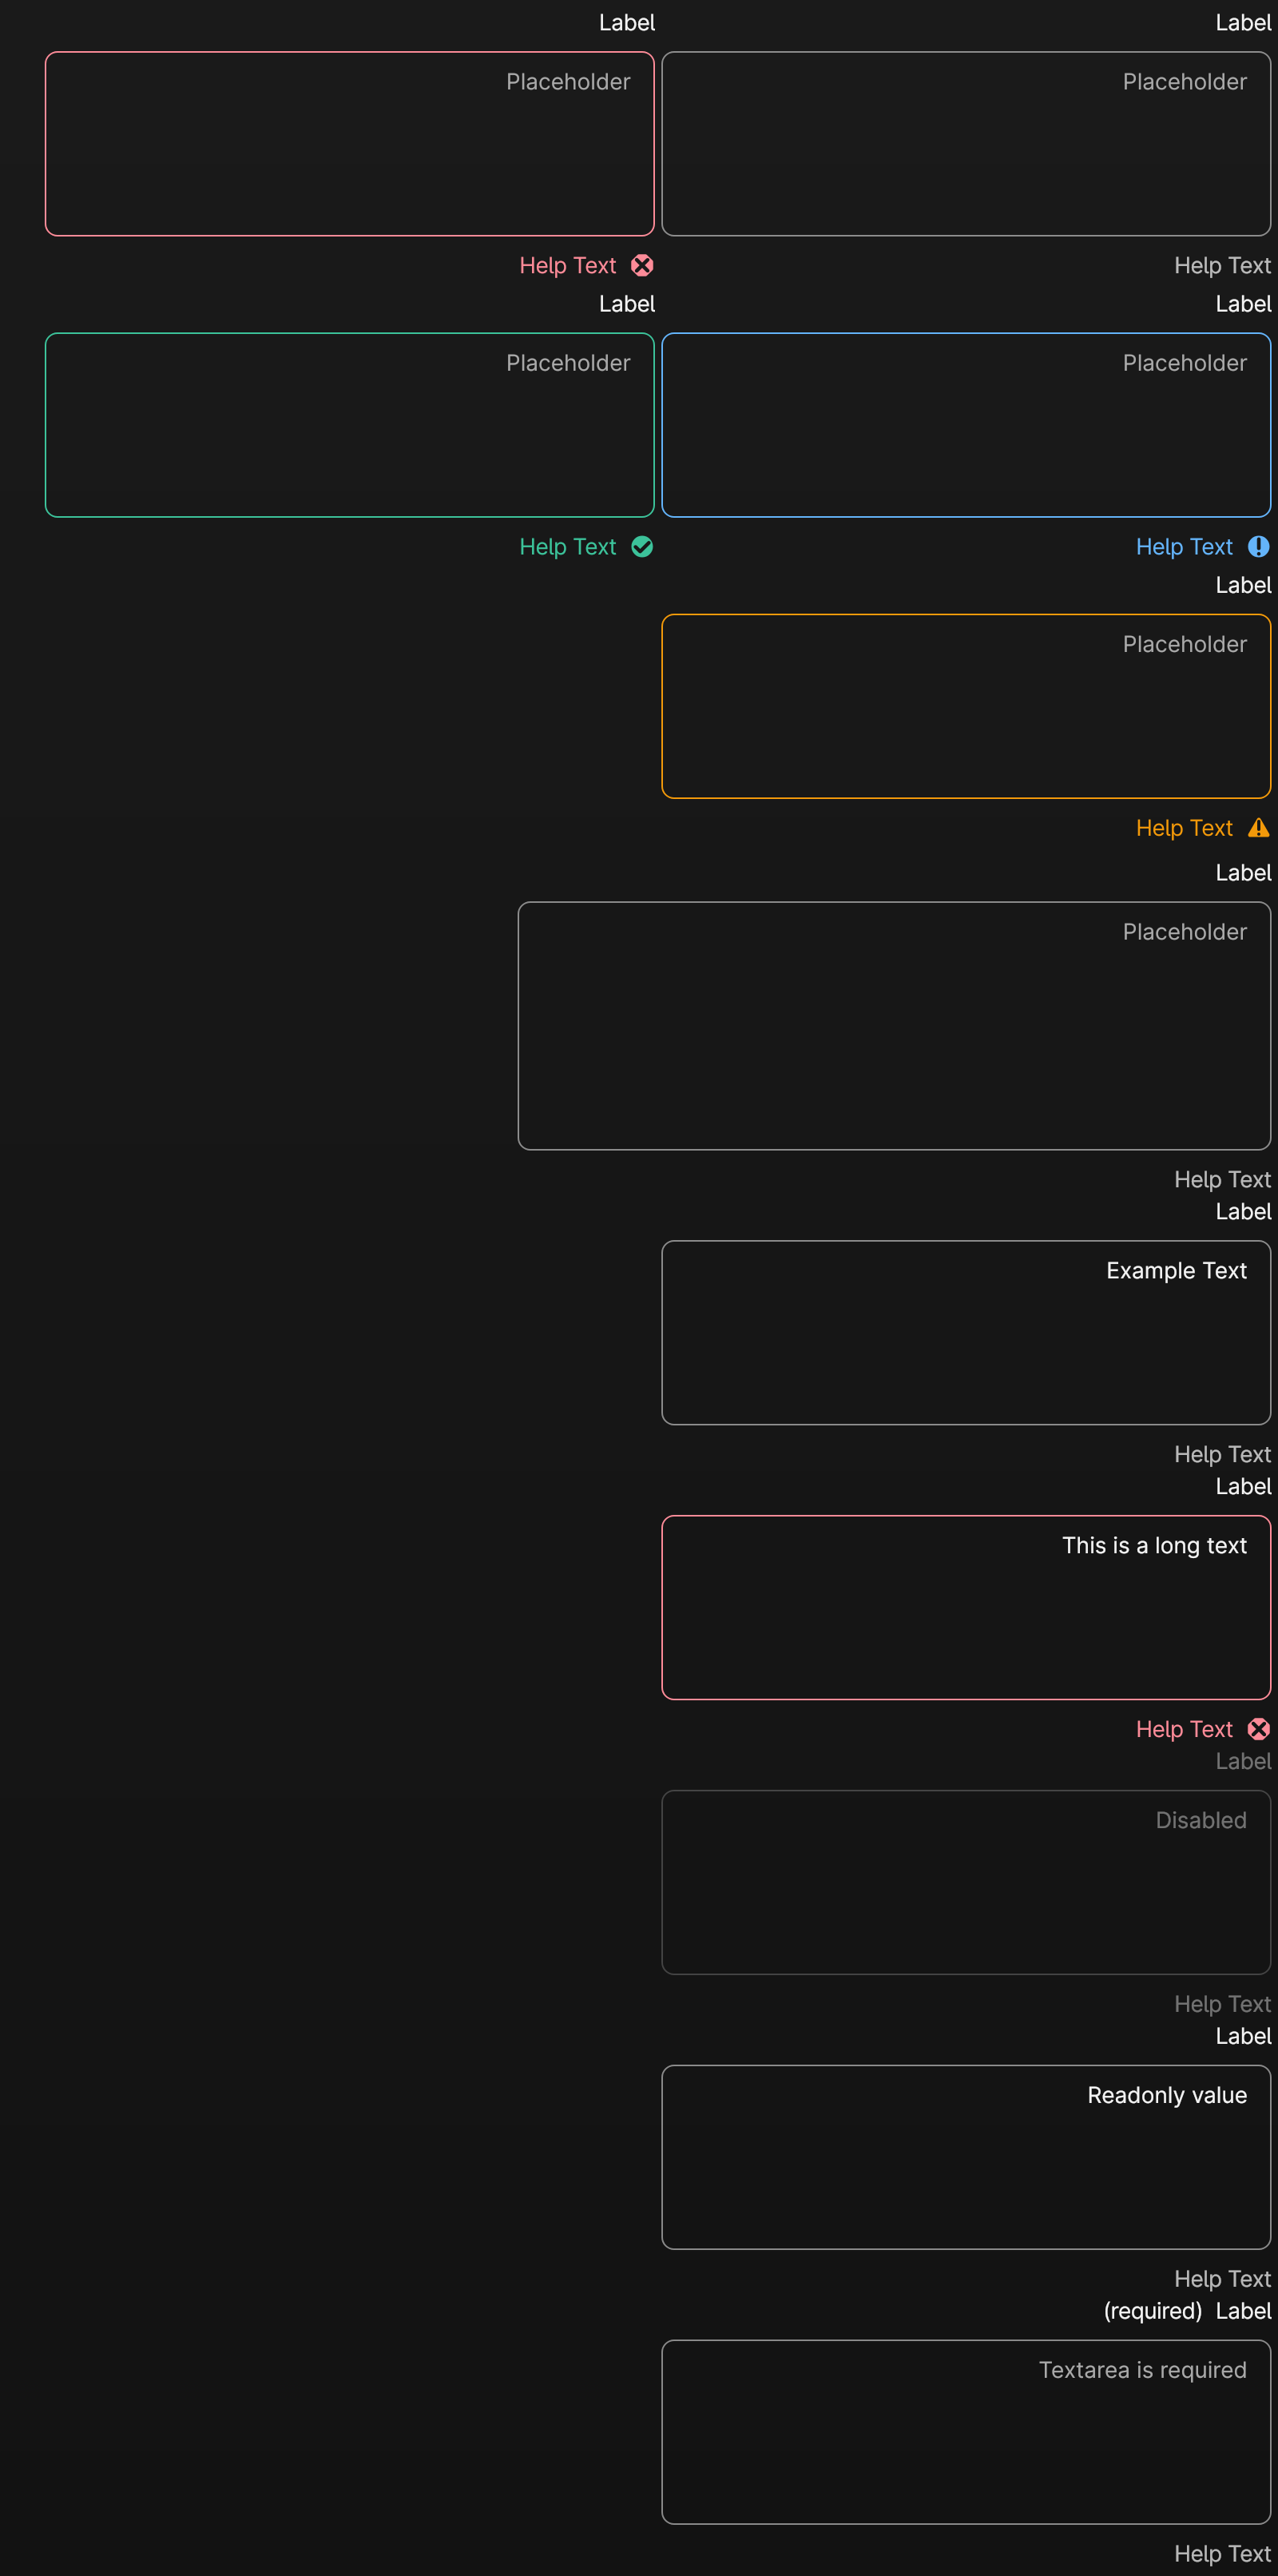 Label
Placeholder
Help Text
Label
Placeholder
Help Text
Label
Placeholder
Help Text
Label
Placeholder
Help Text
Label
Placeholder
Help Text
Label
Placeholder
Help Text
Label
Example Text
Help Text
Label
This is a long text
Help Text
Label
Disabled
Help Text
Label
Readonly value
Help Text
(required) Label
Textarea is required
Help Text